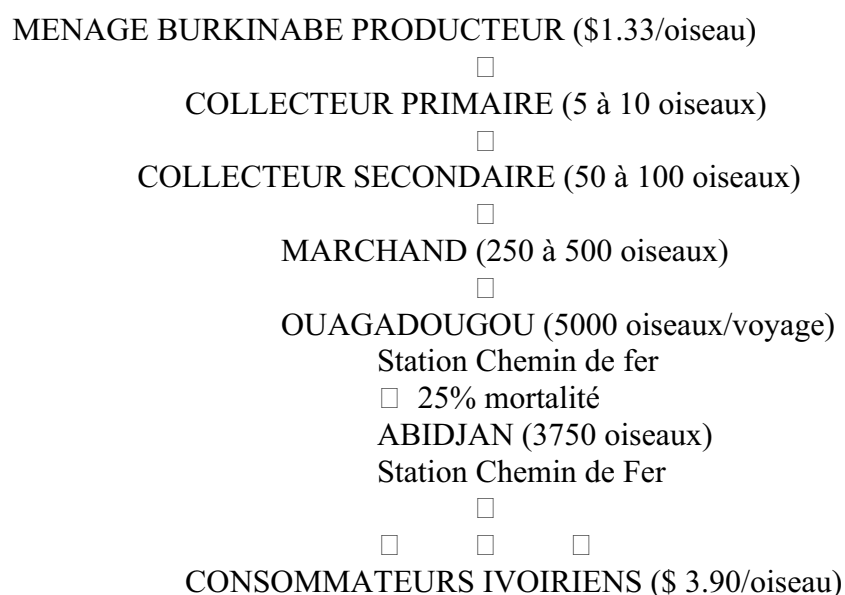 MENAGE BURKINABE PRODUCTEUR ($1.33/oiseau)
COLLECTEUR PRIMAIRE (5 à 10 oiseaux)
COLLECTEUR SECONDAIRE (50 à 100 oiseaux)
MARCHAND (250 à 500 oiseaux)
OUAGADOUGOU (5000 oiseaux/voyage)
Station Chemin de fer
25% mortalité
ABIDJAN (3750 oiseaux)
Station Chemin de Fer
CONSOMMATEURS IVOIRIENS ($ 3.90/oiseau)